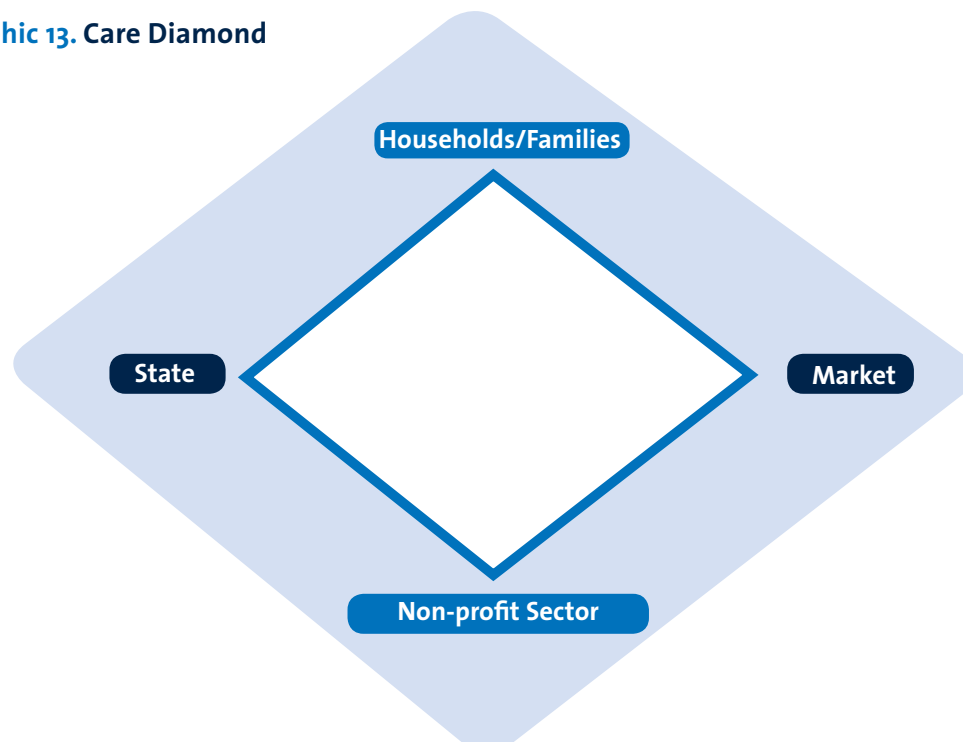 hic 13. Care Diamond
Households/Families
State
Market
Non-profit Sector